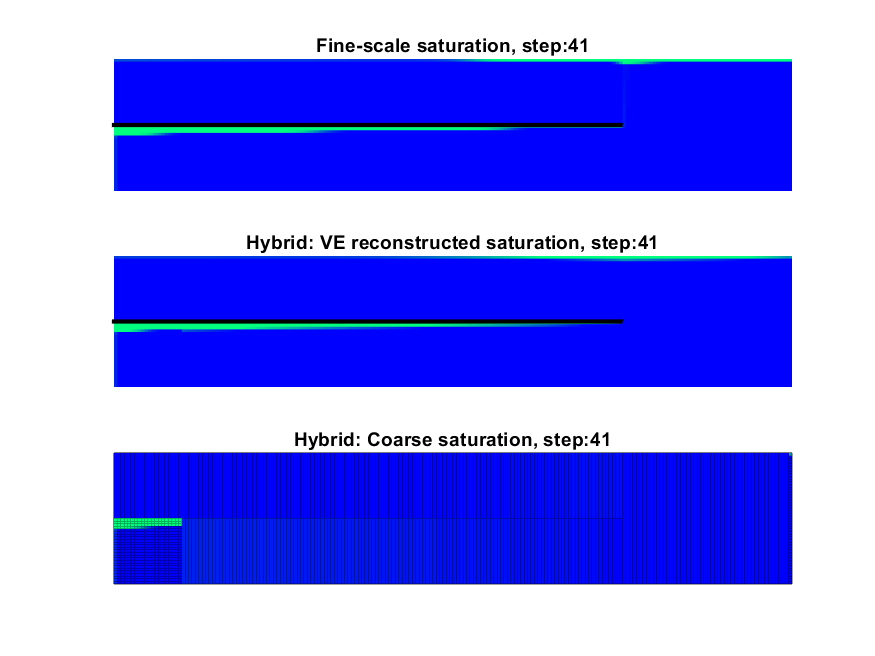 Fine-scale saturation, step:41
Hybrid: VE reconstructed saturation, step:41
Hybrid: Coarse saturation, step:41